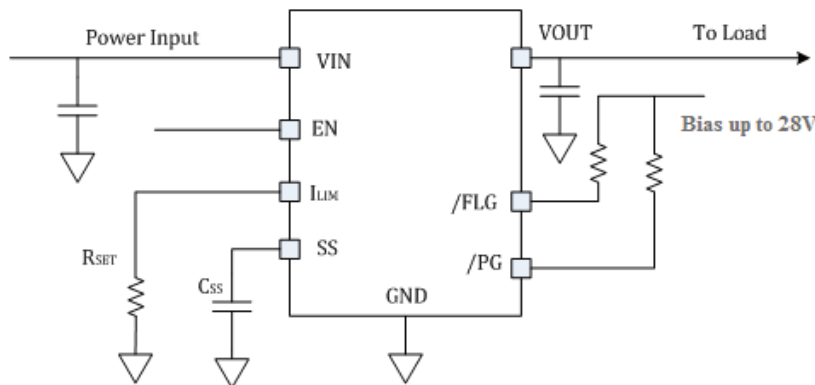 Power Input
VIN
VOUT
To Load
EN
Bias up to 28V
ILIM
/FLG
RSET
SS
/PG
CSS
GND